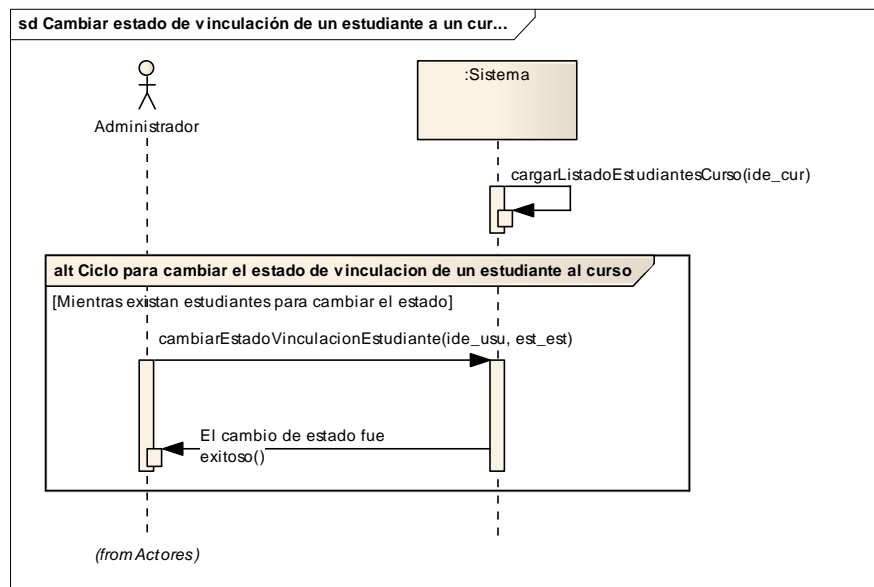 sd Cambiar estado de vinculación de un estudiante a un cur...
Administrador
:Sistema
cargarListadoEstudiantesCurso(ide_cur)
alt Ciclo para cambiar el estado de vinculacion de un estudiante al curso
[Mientras existan estudiantes para cambiar el estado]
cambiarEstadoVinculacionEstudiante(ide_usu, est_est)
El cambio de estado fue
exitoso()
(from Actores)